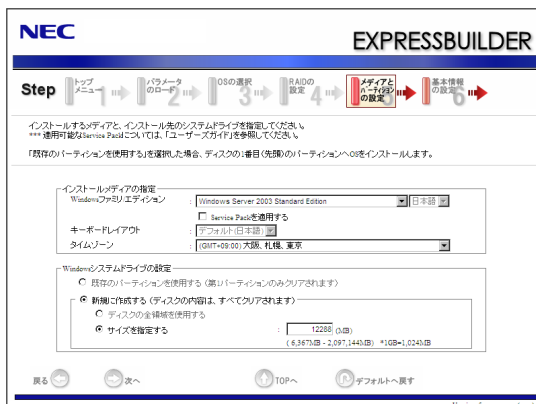 NEC
EXPRESSBUILDER
Step トップメニュー 1 パラメータのロード 2 OSの選択 3 RAIDの設定 4 メディアとパーティションの設定 5 基本情報の設定 6
インストールするメディアと、インストール先のシステムドライブを指定してください。
*** 適用可能なService Packについては、「ユーザーズガイド」を参照してください。
「既存のパーティションを使用する」を選択した場合、ディスクの1番目(先頭)のパーティションへOSをインストールします。
インストールメディアの指定
Windowsファミリ/エディション : Windows Server 2003 Standard Edition 日本語
Service Packを適用する
キーボードレイアウト : デフォルト(日本語)
タイムゾーン : (GMT+09:00) 大阪、札幌、東京
Windowsシステムドライブの設定
既存のパーティションを使用する (第1パーティションのみクリアされます)
新規に作成する (ディスクの内容は、すべてクリアされます)
ディスクの全領域を使用する
サイズを指定する : 12288 (MB)
( 6,367MB - 2,097,144MB) *1GB=1,024MB
戻る 次へ TOPへ デフォルトへ戻す